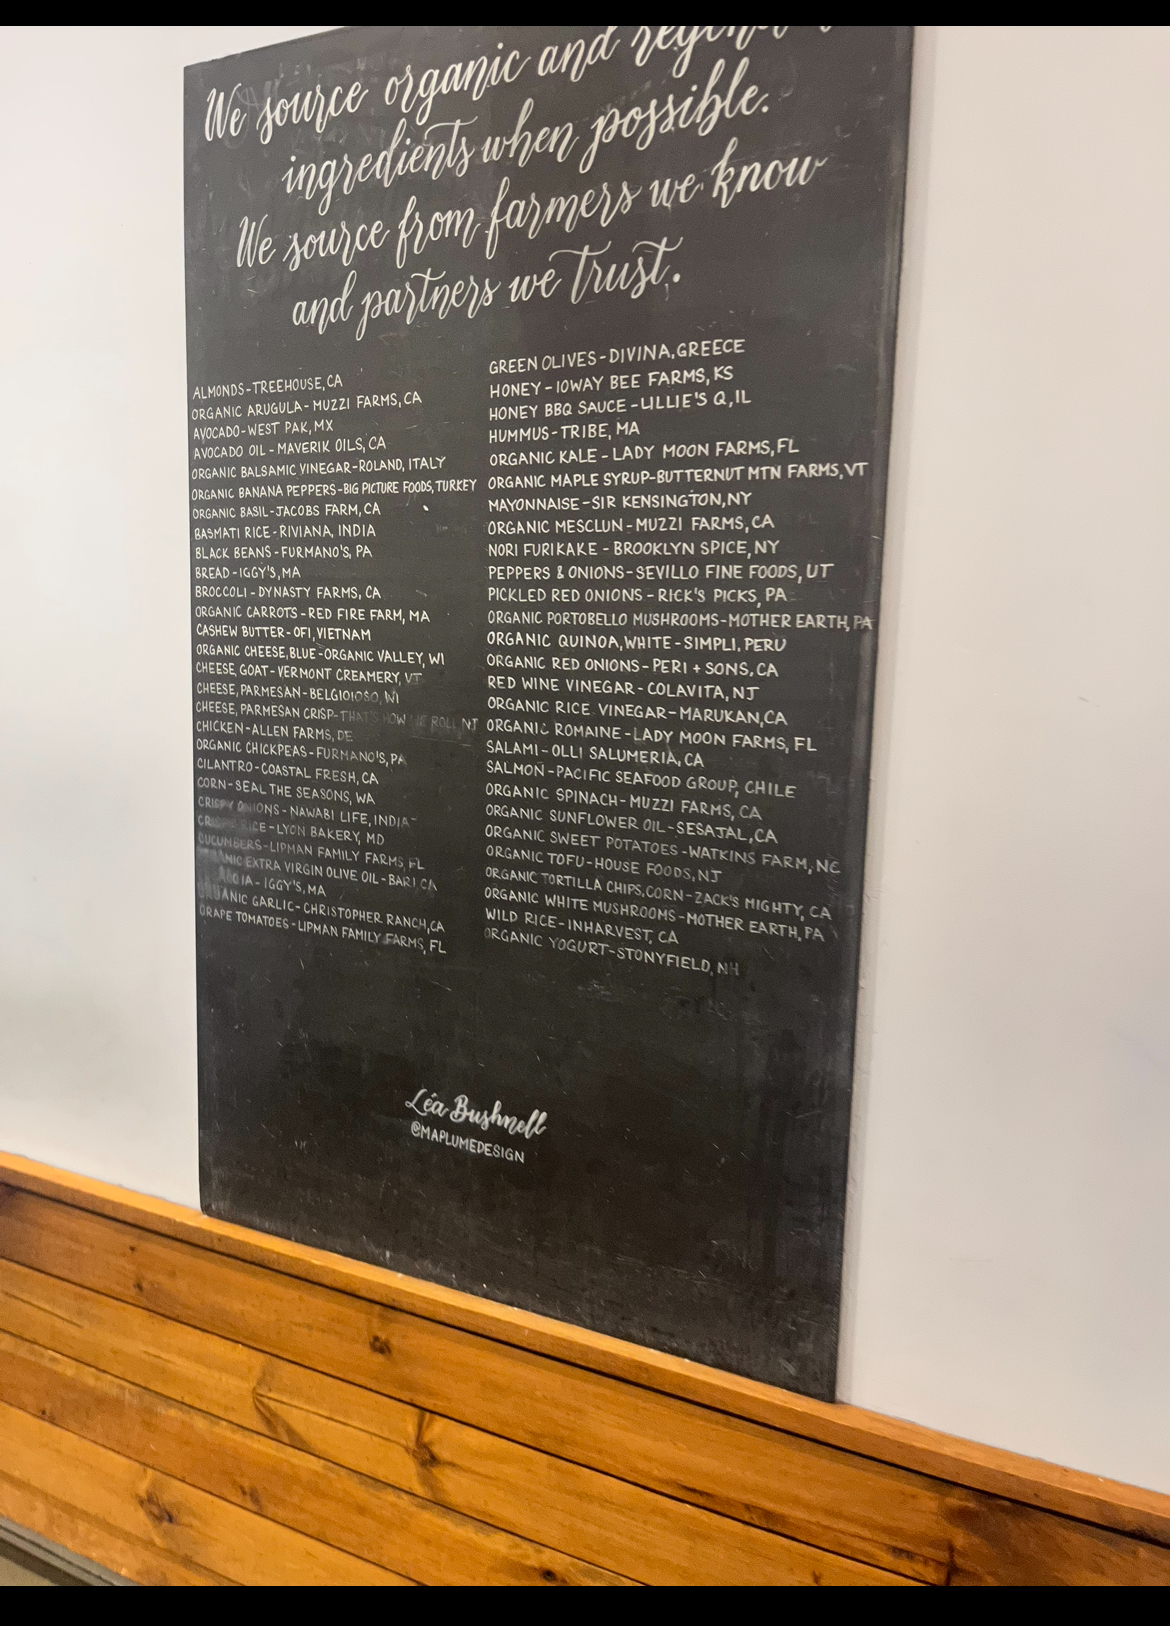 We source organic and
ingredients when possible.
We source from farmers we know
and partners we trust.
ALMONDS-TREEHOUSE, CA
ORGANIC ARUGULA-MUZZI FARMS, CA
AVOCADO-WEST PAK, MX
AVOCADO OIL-MAVERIK OILS, CA
ORGANIC BALSAMIC VINEGAR-ROLAND, ITALY
ORGANIC BANANA PEPPERS-BIG PICTURE FOODS, TURKEY
ORGANIC BASIL-JACOBS FARM, CA
BASMATI RICE-RIVIANA, INDIA
BLACK BEANS-FURMANO'S, PA
BREAD-IGGY'S, MA
BROCCOLI-DYNASTY FARMS, CA
ORGANIC CARROTS-RED FIRE FARM, MA
CASHEW BUTTER-OFI, VIETNAM
ORGANIC CHEESE, BLUE-ORGANIC VALLEY, WI
CHEESE, GOAT-VERMONT CREAMERY, VT
CHEESE, PARMESAN-BELGIOIOSO, WI
CHEESE, PARMESAN CRISP-THAT'S HOW WE ROLL, NJ
CHICKEN-ALLEN FARMS, DE
ORGANIC CHICKPEAS-FURMANO'S, PA
CILANTRO-COASTAL FRESH, CA
CORN-SEAL THE SEASONS, WA
CRISPY ONIONS-NAWABI LIFE, INDIA
CRISPY RICE-LYON BAKERY, MD
CUCUMBERS-LIPMAN FAMILY FARMS, FL
EXTRA VIRGIN OLIVE OIL-BARI, CA
-IGGY'S, MA
ORGANIC GARLIC-CHRISTOPHER RANCH, CA
GRAPE TOMATOES-LIPMAN FAMILY FARMS, FL
GREEN OLIVES-DIVINA, GREECE
HONEY-IOWAY BEE FARMS, KS
HONEY BBQ SAUCE-LILLIE'S Q, IL
HUMMUS-TRIBE, MA
ORGANIC KALE-LADY MOON FARMS, FL
ORGANIC MAPLE SYRUP-BUTTERNUT MTN FARMS, VT
MAYONNAISE-SIR KENSINGTON, NY
ORGANIC MESCLUN-MUZZI FARMS, CA
NORI FURIKAKE-BROOKLYN SPICE, NY
PEPPERS & ONIONS-SEVILLO FINE FOODS, UT
PICKLED RED ONIONS-RICK'S PICKS, PA
ORGANIC PORTOBELLO MUSHROOMS-MOTHER EARTH, PA
ORGANIC QUINOA, WHITE-SIMPLI, PERU
ORGANIC RED ONIONS-PERI + SONS, CA
RED WINE VINEGAR-COLAVITA, NJ
ORGANIC RICE VINEGAR-MARUKAN, CA
ORGANIC ROMAINE-LADY MOON FARMS, FL
SALAMI-OLLI SALUMERIA, CA
SALMON-PACIFIC SEAFOOD GROUP, CHILE
ORGANIC SPINACH-MUZZI FARMS, CA
ORGANIC SUNFLOWER OIL-SESAJAL, CA
ORGANIC SWEET POTATOES-WATKINS FARM, NC
ORGANIC TOFU-HOUSE FOODS, NJ
ORGANIC TORTILLA CHIPS, CORN-ZACK'S MIGHTY, CA
ORGANIC WHITE MUSHROOMS-MOTHER EARTH, PA
WILD RICE-INHARVEST, CA
ORGANIC YOGURT-STONYFIELD, NH
Léa Bushnell
@MAPLUMEDESIGN